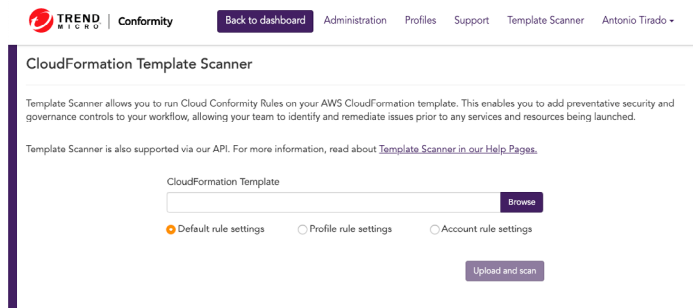 TREND MICRO | Conformity
Back to dashboard Administration Profiles Support Template Scanner Antonio Tirado
CloudFormation Template Scanner
Template Scanner allows you to run Cloud Conformity Rules on your AWS CloudFormation template. This enables you to add preventative security and
governance controls to your workflow, allowing your team to identify and remediate issues prior to any services and resources being launched.
Template Scanner is also supported via our API. For more information, read about Template Scanner in our Help Pages.
CloudFormation Template
Browse
Default rule settings Profile rule settings Account rule settings
Upload and scan